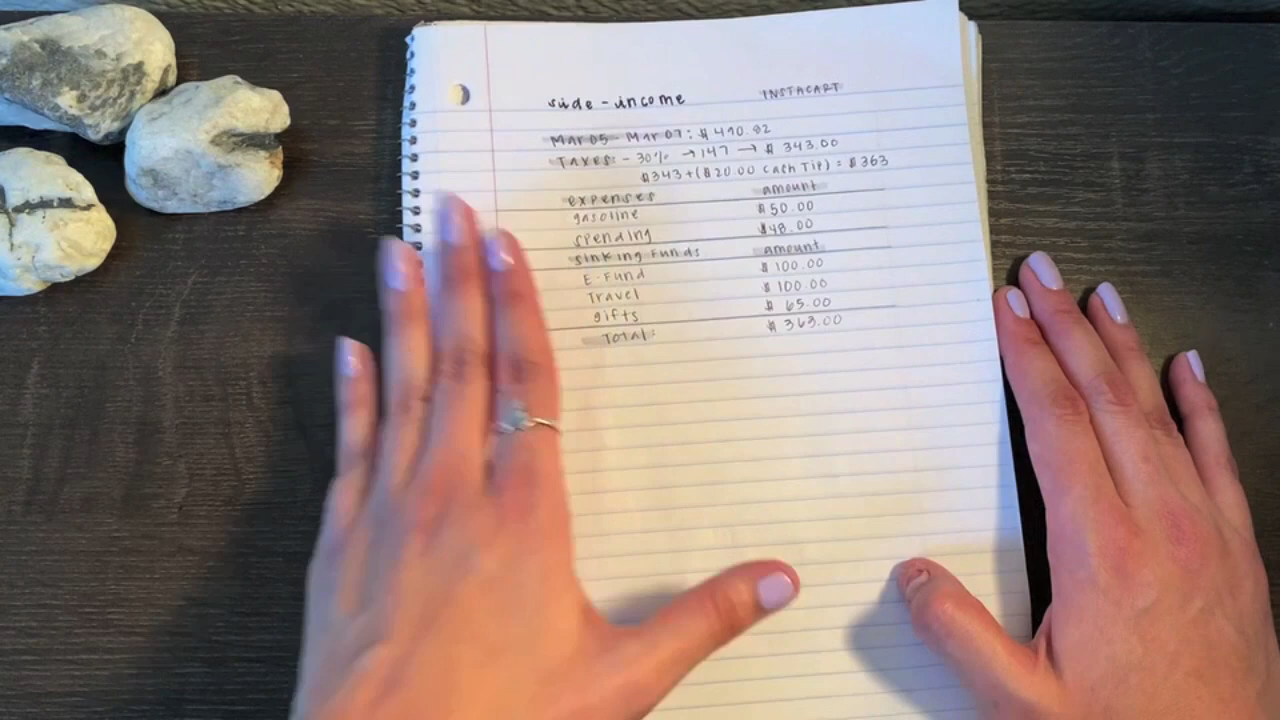 side-income INSTACART
Mar 05 - Mar 07: $490.82
TAXES: - 30% → 147 → $343.00
$343 + ($20.00 Cash Tip) = $363
expenses amount
gasoline $50.00
spending $48.00
sinking Funds amount
E-Fund $100.00
Travel $100.00
gifts $65.00
Total: $363.00